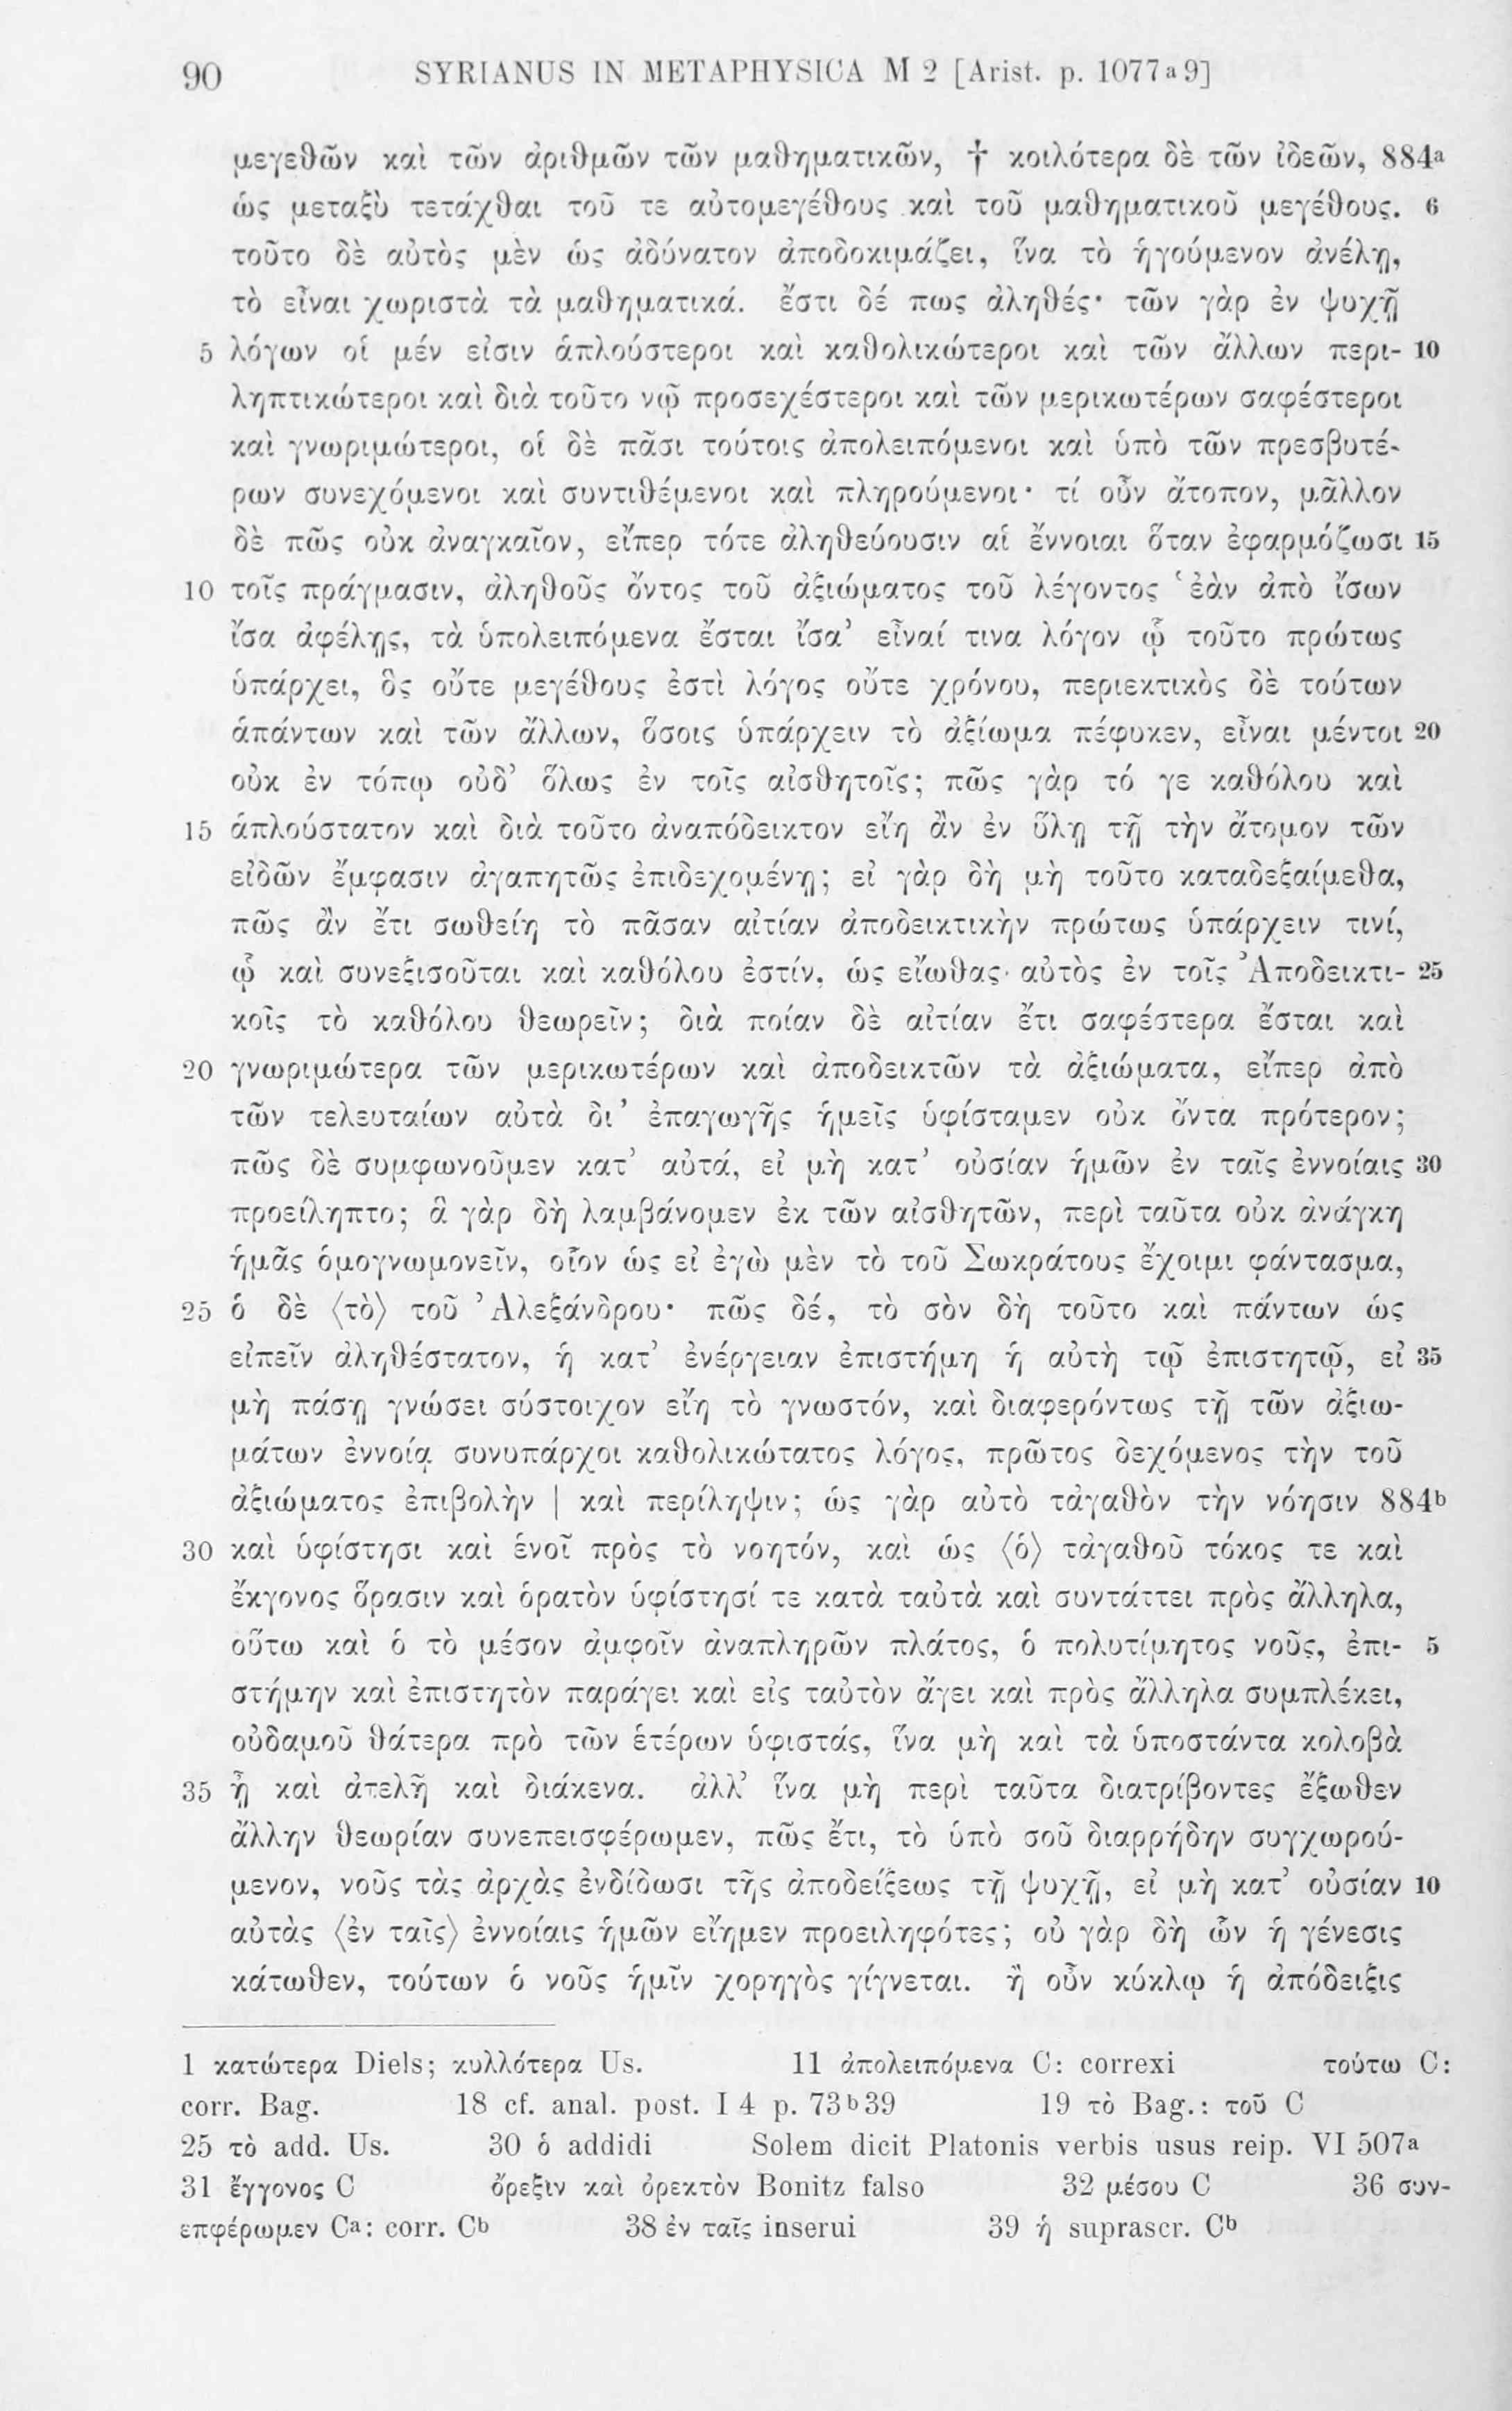 90 SYRIANUS IN METAPHYSICA M 2 [Arist. p. 1077a9]
μεγεθῶν καὶ τῶν ἀριθμῶν τῶν μαθηματικῶν, † κοιλότερα δὲ τῶν ἰδεῶν, 884a
ὡς μεταξὺ τετάχθαι τοῦ τε αὐτομεγέθους καὶ τοῦ μαθηματικοῦ μεγέθους. 6
τοῦτο δὲ αὐτὸς μὲν ὡς ἀδύνατον ἀποδοκιμάζει, ἵνα τὸ ἡγούμενον ἀνέλῃ,
τὸ εἶναι χωριστὰ τὰ μαθηματικά. ἔστι δέ πως ἀληθές· τῶν γὰρ ἐν ψυχῇ
5 λόγων οἱ μέν εἰσιν ἁπλούστεροι καὶ καθολικώτεροι καὶ τῶν ἄλλων περι- 10
ληπτικώτεροι καὶ διὰ τοῦτο νῷ προσεχέστεροι καὶ τῶν μερικωτέρων σαφέστεροι
καὶ γνωριμώτεροι, οἱ δὲ πᾶσι τούτοις ἀπολειπόμενοι καὶ ὑπὸ τῶν πρεσβυτέ-
ρων συνεχόμενοι καὶ συντιθέμενοι καὶ πληρούμενοι· τί οὖν ἄτοπον, μᾶλλον
δὲ πῶς οὐκ ἀναγκαῖον, εἴπερ τότε ἀληθεύουσιν αἱ ἔννοιαι ὅταν ἐφαρμόζωσι 15
10 τοῖς πράγμασιν, ἀληθοῦς ὄντος τοῦ ἀξιώματος τοῦ λέγοντος ‘ἐὰν ἀπὸ ἴσων
ἴσα ἀφέλῃς, τὰ ὑπολειπόμενα ἔσται ἴσα’ εἶναί τινα λόγον ᾧ τοῦτο πρώτως
ὑπάρχει, ὃς οὔτε μεγέθους ἐστὶ λόγος οὔτε χρόνου, περιεκτικὸς δὲ τούτων
ἁπάντων καὶ τῶν ἄλλων, ὅσοις ὑπάρχειν τὸ ἀξίωμα πέφυκεν, εἶναι μέντοι 20
οὐκ ἐν τόπῳ οὐδ’ ὅλως ἐν τοῖς αἰσθητοῖς; πῶς γὰρ τό γε καθόλου καὶ
15 ἁπλούστατον καὶ διὰ τοῦτο ἀναπόδεικτον εἴη ἂν ἐν ὕλῃ τῇ τὴν ἄτομον τῶν
εἰδῶν ἔμφασιν ἀγαπητῶς ἐπιδεχομένῃ; εἰ γὰρ δὴ μὴ τοῦτο καταδεξαίμεθα,
πῶς ἂν ἔτι σωθείη τὸ πᾶσαν αἰτίαν ἀποδεικτικὴν πρώτως ὑπάρχειν τινί,
ᾧ καὶ συνεξισοῦται καὶ καθόλου ἐστίν, ὡς εἴωθας αὐτὸς ἐν τοῖς Ἀποδεικτι- 25
κοῖς τὸ καθόλου θεωρεῖν; διὰ ποίαν δὲ αἰτίαν ἔτι σαφέστερα ἔσται καὶ
20 γνωριμώτερα τῶν μερικωτέρων καὶ ἀποδεικτῶν τὰ ἀξιώματα, εἴπερ ἀπὸ
τῶν τελευταίων αὐτὰ δι’ ἐπαγωγῆς ἡμεῖς ὑφίσταμεν οὐκ ὄντα πρότερον;
πῶς δὲ συμφωνοῦμεν κατ’ αὐτά, εἰ μὴ κατ’ οὐσίαν ἡμῶν ἐν ταῖς ἐννοίαις 30
προείληπτο; ἃ γὰρ δὴ λαμβάνομεν ἐκ τῶν αἰσθητῶν, περὶ ταῦτα οὐκ ἀνάγκη
ἡμᾶς ὁμογνωμονεῖν, οἷον ὡς εἰ ἐγὼ μὲν τὸ τοῦ Σωκράτους ἔχοιμι φάντασμα,
25 ὁ δὲ ⟨τὸ⟩ τοῦ Ἀλεξάνδρου· πῶς δέ, τὸ σὸν δὴ τοῦτο καὶ πάντων ὡς
εἰπεῖν ἀληθέστατον, ἡ κατ’ ἐνέργειαν ἐπιστήμη ἡ αὐτὴ τῷ ἐπιστητῷ, εἰ 35
μὴ πάσῃ γνώσει σύστοιχον εἴη τὸ γνωστόν, καὶ διαφερόντως τῇ τῶν ἀξιω-
μάτων ἐννοίᾳ συνυπάρχοι καθολικώτατος λόγος, πρῶτος δεχόμενος τὴν τοῦ
ἀξιώματος ἐπιβολὴν | καὶ περίληψιν; ὡς γὰρ αὐτὸ τἀγαθὸν τὴν νόησιν 884b
30 καὶ ὑφίστησι καὶ ἑνοῖ πρὸς τὸ νοητόν, καὶ ὡς ⟨ὁ⟩ τἀγαθοῦ τόκος τε καὶ
ἔκγονος ὅρασιν καὶ ὁρατὸν ὑφίστησί τε κατὰ ταὐτὰ καὶ συντάττει πρὸς ἄλληλα,
οὕτω καὶ ὁ τὸ μέσον ἀμφοῖν ἀναπληρῶν πλάτος, ὁ πολυτίμητος νοῦς, ἐπι- 5
στήμην καὶ ἐπιστητὸν παράγει καὶ εἰς ταὐτὸν ἄγει καὶ πρὸς ἄλληλα συμπλέκει,
οὐδαμοῦ θάτερα πρὸ τῶν ἑτέρων ὑφιστάς, ἵνα μὴ καὶ τὰ ὑποστάντα κολοβὰ
35 ᾖ καὶ ἀτελῆ καὶ διάκενα. ἀλλ’ ἵνα μὴ περὶ ταῦτα διατρίβοντες ἔξωθεν
ἄλλην θεωρίαν συνεπεισφέρωμεν, πῶς ἔτι, τὸ ὑπὸ σοῦ διαρρήδην συγχωρού-
μενον, νοῦς τὰς ἀρχὰς ἐνδίδωσι τῆς ἀποδείξεως τῇ ψυχῇ, εἰ μὴ κατ’ οὐσίαν 10
αὐτὰς ⟨ἐν ταῖς⟩ ἐννοίαις ἡμῶν εἴημεν προειληφότες; οὐ γὰρ δὴ ὧν ἡ γένεσις
κάτωθεν, τούτων ὁ νοῦς ἡμῖν χορηγὸς γίγνεται. ἢ οὖν κύκλῳ ἡ ἀπόδειξις
1 κατώτερα Diels; κυλλότερα Us. 11 ἀπολειπόμενα C: correxi τούτω C:
corr. Bag. 18 cf. anal. post. I 4 p. 73b39 19 τὸ Bag.: τοῦ C
25 τὸ add. Us. 30 ὁ addidi Solem dicit Platonis verbis usus reip. VI 507a
31 ἔγγονος C ὄρεξιν καὶ ὀρεκτὸν Bonitz falso 32 μέσου C 36 συν-
επφέρωμεν Ca: corr. Cb 38 ἐν ταῖς inserui 39 ἡ suprascr. Cb